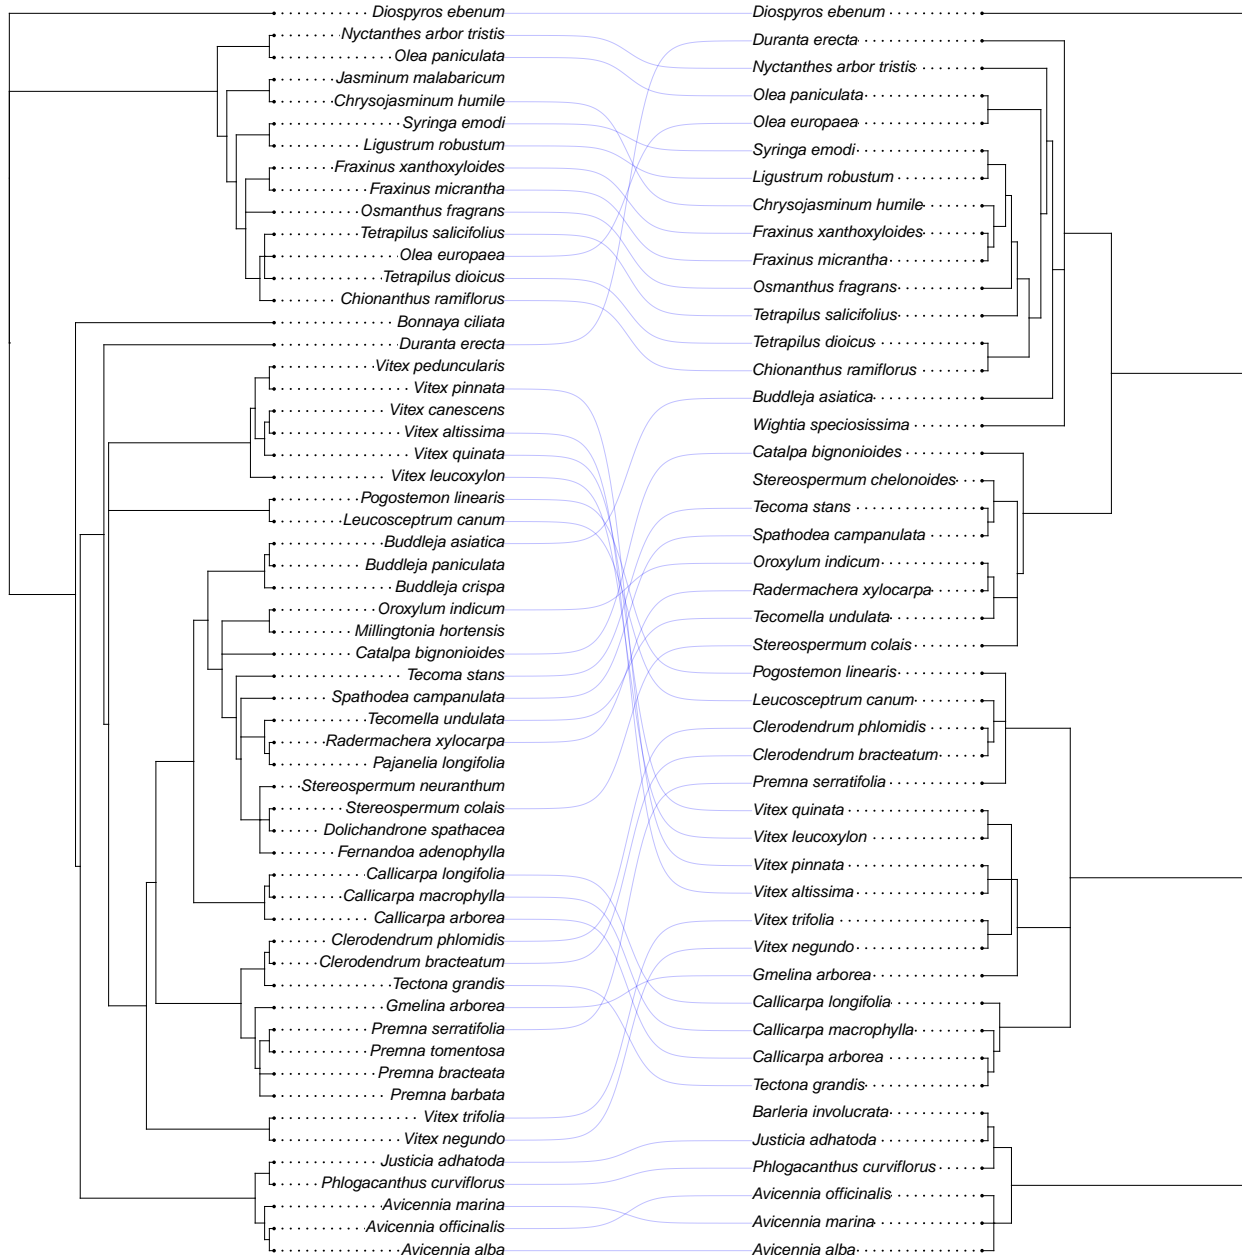 Diospyros ebenum
Nyctanthes arbor tristis
Olea paniculata
Jasminum malabaricum
Chrysojasminum humile
Syringa emodi
Ligustrum robustum
Fraxinus xanthoxyloides
Fraxinus micrantha
Osmanthus fragrans
Tetrapilus salicifolius
Olea europaea
Tetrapilus dioicus
Chionanthus ramiflorus
Bonnaya ciliata
Duranta erecta
Vitex peduncularis
Vitex pinnata
Vitex canescens
Vitex altissima
Vitex quinata
Vitex leucoxylon
Pogostemon linearis
Leucosceptrum canum
Buddleja asiatica
Buddleja paniculata
Buddleja crispa
Oroxylum indicum
Millingtonia hortensis
Catalpa bignonioides
Tecoma stans
Spathodea campanulata
Tecomella undulata
Radermachera xylocarpa
Pajanelia longifolia
Stereospermum neuranthum
Stereospermum colais
Dolichandrone spathacea
Fernandoa adenophylla
Callicarpa longifolia
Callicarpa macrophylla
Callicarpa arborea
Clerodendrum phlomidis
Clerodendrum bracteatum
Tectona grandis
Gmelina arborea
Premna serratifolia
Premna tomentosa
Premna bracteata
Premna barbata
Vitex trifolia
Vitex negundo
Justicia adhatoda
Phlogacanthus curviflorus
Avicennia marina
Avicennia officinalis
Avicennia alba
Diospyros ebenum
Duranta erecta
Nyctanthes arbor tristis
Olea paniculata
Olea europaea
Syringa emodi
Ligustrum robustum
Chrysojasminum humile
Fraxinus xanthoxyloides
Fraxinus micrantha
Osmanthus fragrans
Tetrapilus salicifolius
Tetrapilus dioicus
Chionanthus ramiflorus
Buddleja asiatica
Wightia speciosissima
Catalpa bignonioides
Stereospermum chelonoides
Tecoma stans
Spathodea campanulata
Oroxylum indicum
Radermachera xylocarpa
Tecomella undulata
Stereospermum colais
Pogostemon linearis
Leucosceptrum canum
Clerodendrum phlomidis
Clerodendrum bracteatum
Premna serratifolia
Vitex quinata
Vitex leucoxylon
Vitex pinnata
Vitex altissima
Vitex trifolia
Vitex negundo
Gmelina arborea
Callicarpa longifolia
Callicarpa macrophylla
Callicarpa arborea
Tectona grandis
Barleria involucrata
Justicia adhatoda
Phlogacanthus curviflorus
Avicennia officinalis
Avicennia marina
Avicennia alba